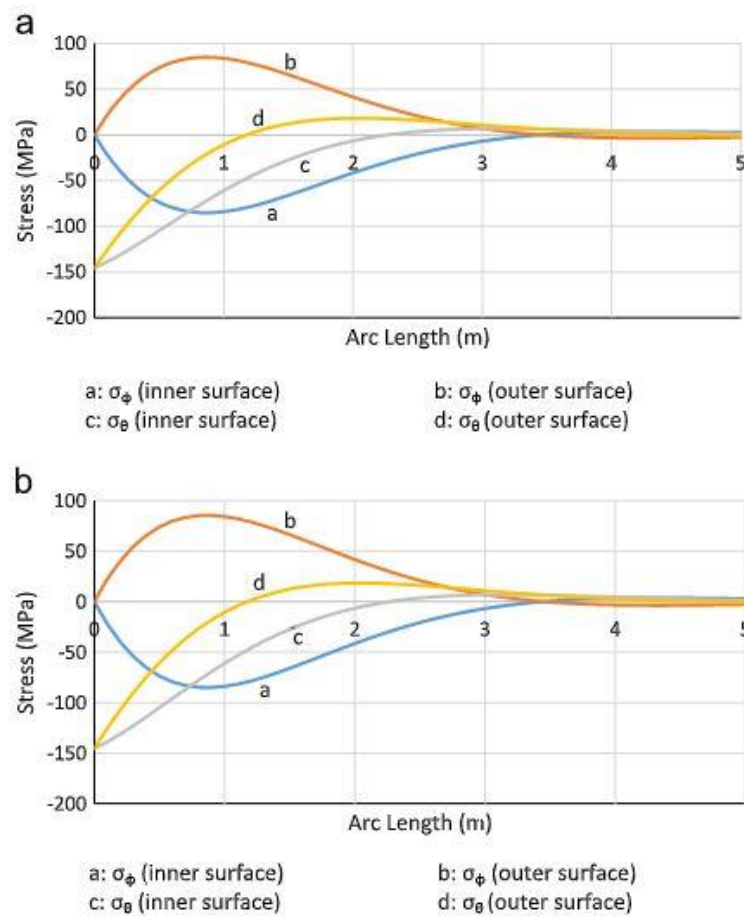 a
100
50
0
-50
-100
-150
-200
Stress (MPa)
0 1 2 3 4 5
b
d
c
a
Arc Length (m)
a: σϕ (inner surface) b: σϕ (outer surface)
c: σθ (inner surface) d: σθ (outer surface)
b
100
50
0
-50
-100
-150
-200
Stress (MPa)
0 1 2 3 4 5
b
d
c
a
Arc Length (m)
a: σϕ (inner surface) b: σϕ (outer surface)
c: σθ (inner surface) d: σθ (outer surface)